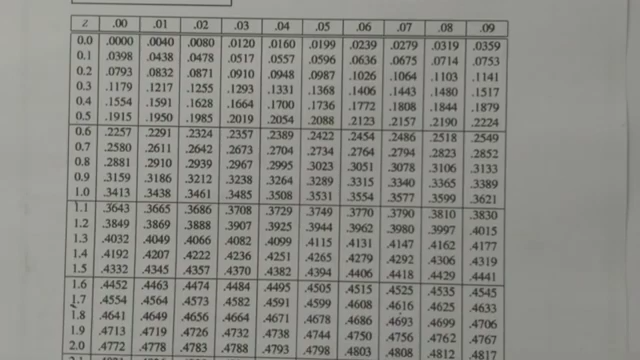 z .00 .01 .02 .03 .04 .05 .06 .07 .08 .09
0.0 .0000 .0040 .0080 .0120 .0160 .0199 .0239 .0279 .0319 .0359
0.1 .0398 .0438 .0478 .0517 .0557 .0596 .0636 .0675 .0714 .0753
0.2 .0793 .0832 .0871 .0910 .0948 .0987 .1026 .1064 .1103 .1141
0.3 .1179 .1217 .1255 .1293 .1331 .1368 .1406 .1443 .1480 .1517
0.4 .1554 .1591 .1628 .1664 .1700 .1736 .1772 .1808 .1844 .1879
0.5 .1915 .1950 .1985 .2019 .2054 .2088 .2123 .2157 .2190 .2224
0.6 .2257 .2291 .2324 .2357 .2389 .2422 .2454 .2486 .2518 .2549
0.7 .2580 .2611 .2642 .2673 .2704 .2734 .2764 .2794 .2823 .2852
0.8 .2881 .2910 .2939 .2967 .2995 .3023 .3051 .3078 .3106 .3133
0.9 .3159 .3186 .3212 .3238 .3264 .3289 .3315 .3340 .3365 .3389
1.0 .3413 .3438 .3461 .3485 .3508 .3531 .3554 .3577 .3599 .3621
1.1 .3643 .3665 .3686 .3708 .3729 .3749 .3770 .3790 .3810 .3830
1.2 .3849 .3869 .3888 .3907 .3925 .3944 .3962 .3980 .3997 .4015
1.3 .4032 .4049 .4066 .4082 .4099 .4115 .4131 .4147 .4162 .4177
1.4 .4192 .4207 .4222 .4236 .4251 .4265 .4279 .4292 .4306 .4319
1.5 .4332 .4345 .4357 .4370 .4382 .4394 .4406 .4418 .4429 .4441
1.6 .4452 .4463 .4474 .4484 .4495 .4505 .4515 .4525 .4535 .4545
1.7 .4554 .4564 .4573 .4582 .4591 .4599 .4608 .4616 .4625 .4633
1.8 .4641 .4649 .4656 .4664 .4671 .4678 .4686 .4693 .4699 .4706
1.9 .4713 .4719 .4726 .4732 .4738 .4744 .4750 .4756 .4762 .4767
2.0 .4772 .4778 .4783 .4788 .4793 .4798 .4803 .4808 .4812 .4817